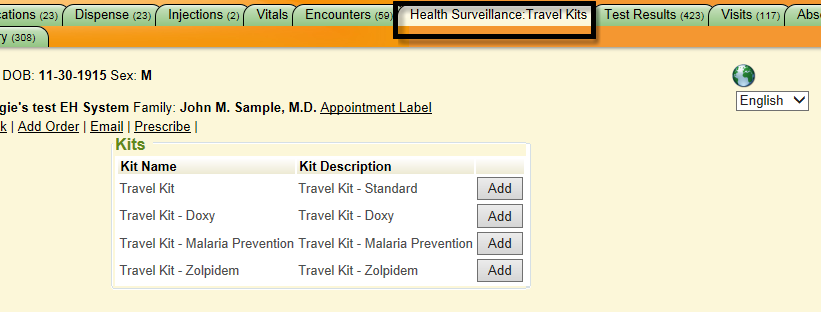 cations (23) Dispense (23) Injections (2) Vitals Encounters (59) Health Surveillance:Travel Kits Test Results (423) Visits (117) Abs
ry (308)
DOB: 11-30-1915 Sex: M
English
gie's test EH System Family: John M. Sample, M.D. Appointment Label
k | Add Order | Email | Prescribe |
Kits
Kit Name Kit Description
Travel Kit Travel Kit - Standard Add
Travel Kit - Doxy Travel Kit - Doxy Add
Travel Kit - Malaria Prevention Travel Kit - Malaria Prevention Add
Travel Kit - Zolpidem Travel Kit - Zolpidem Add